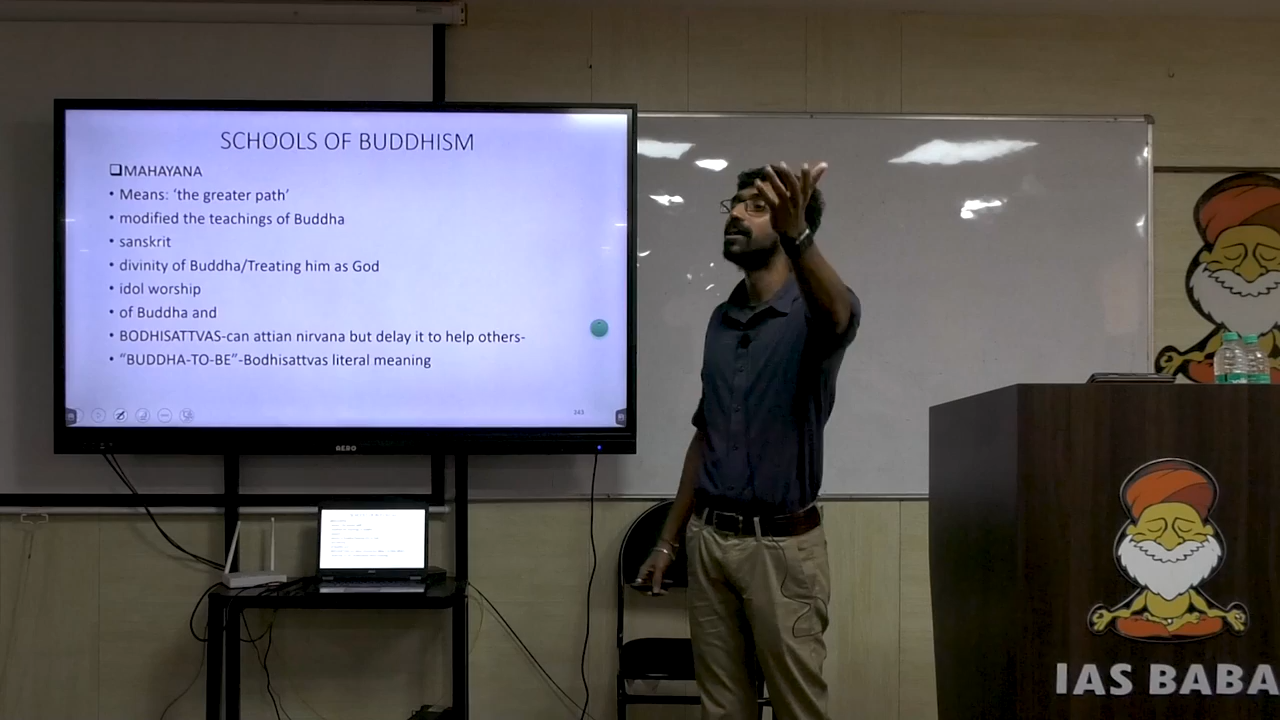 SCHOOLS OF BUDDHISM
❑MAHAYANA
• Means: ‘the greater path’
• modified the teachings of Buddha
• sanskrit
• divinity of Buddha/Treating him as God
• idol worship
• of Buddha and
• BODHISATTVAS-can attian nirvana but delay it to help others-
• “BUDDHA-TO-BE”-Bodhisattvas literal meaning
343
AERO
IAS BABA